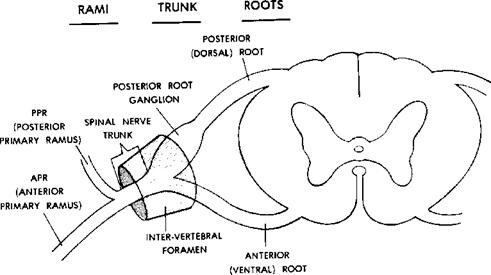 RAMI
TRUNK
ROOTS
POSTERIOR
(DORSAL) ROOT
POSTERIOR ROOT
GANGLION
PPR
(POSTERIOR
PRIMARY RAMUS)
SPINAL NERVE
TRUNK
APR
(ANTERIOR
PRIMARY RAMUS)
INTER-VERTEBRAL
FORAMEN
ANTERIOR
(VENTRAL) ROOT